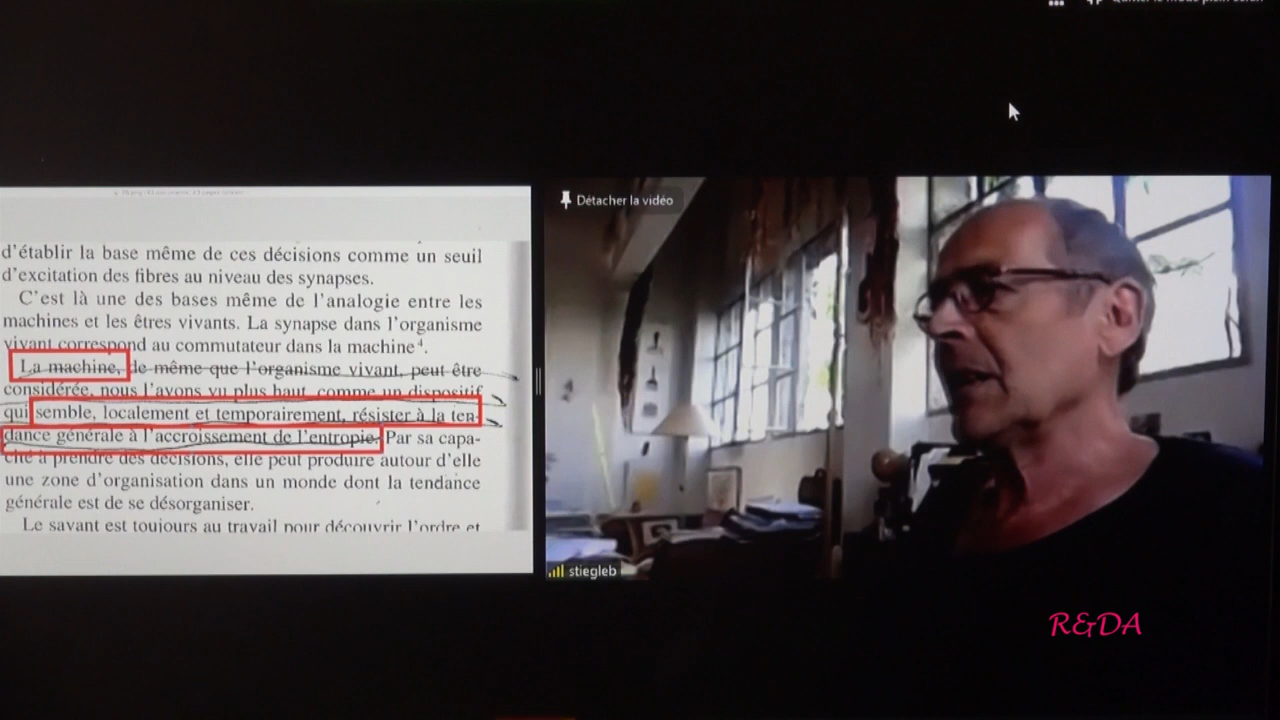 d'établir la base même de ces décisions comme un seuil
d'excitation des fibres au niveau des synapses.
C'est là une des bases même de l'analogie entre les
machines et les êtres vivants. La synapse dans l'organisme
vivant correspond au commutateur dans la machine⁴.
La machine, de même que l'organisme vivant, peut être
considérée, nous l'avons vu plus haut, comme un dispositif
qui semble, localement et temporairement, résister à la ten-
dance générale à l'accroissement de l'entropie. Par sa capa-
cité à prendre des décisions, elle peut produire autour d'elle
une zone d'organisation dans un monde dont la tendance
générale est de se désorganiser.
Le savant est toujours au travail pour découvrir l'ordre et
Détacher la vidéo
stiegleb
R&DA